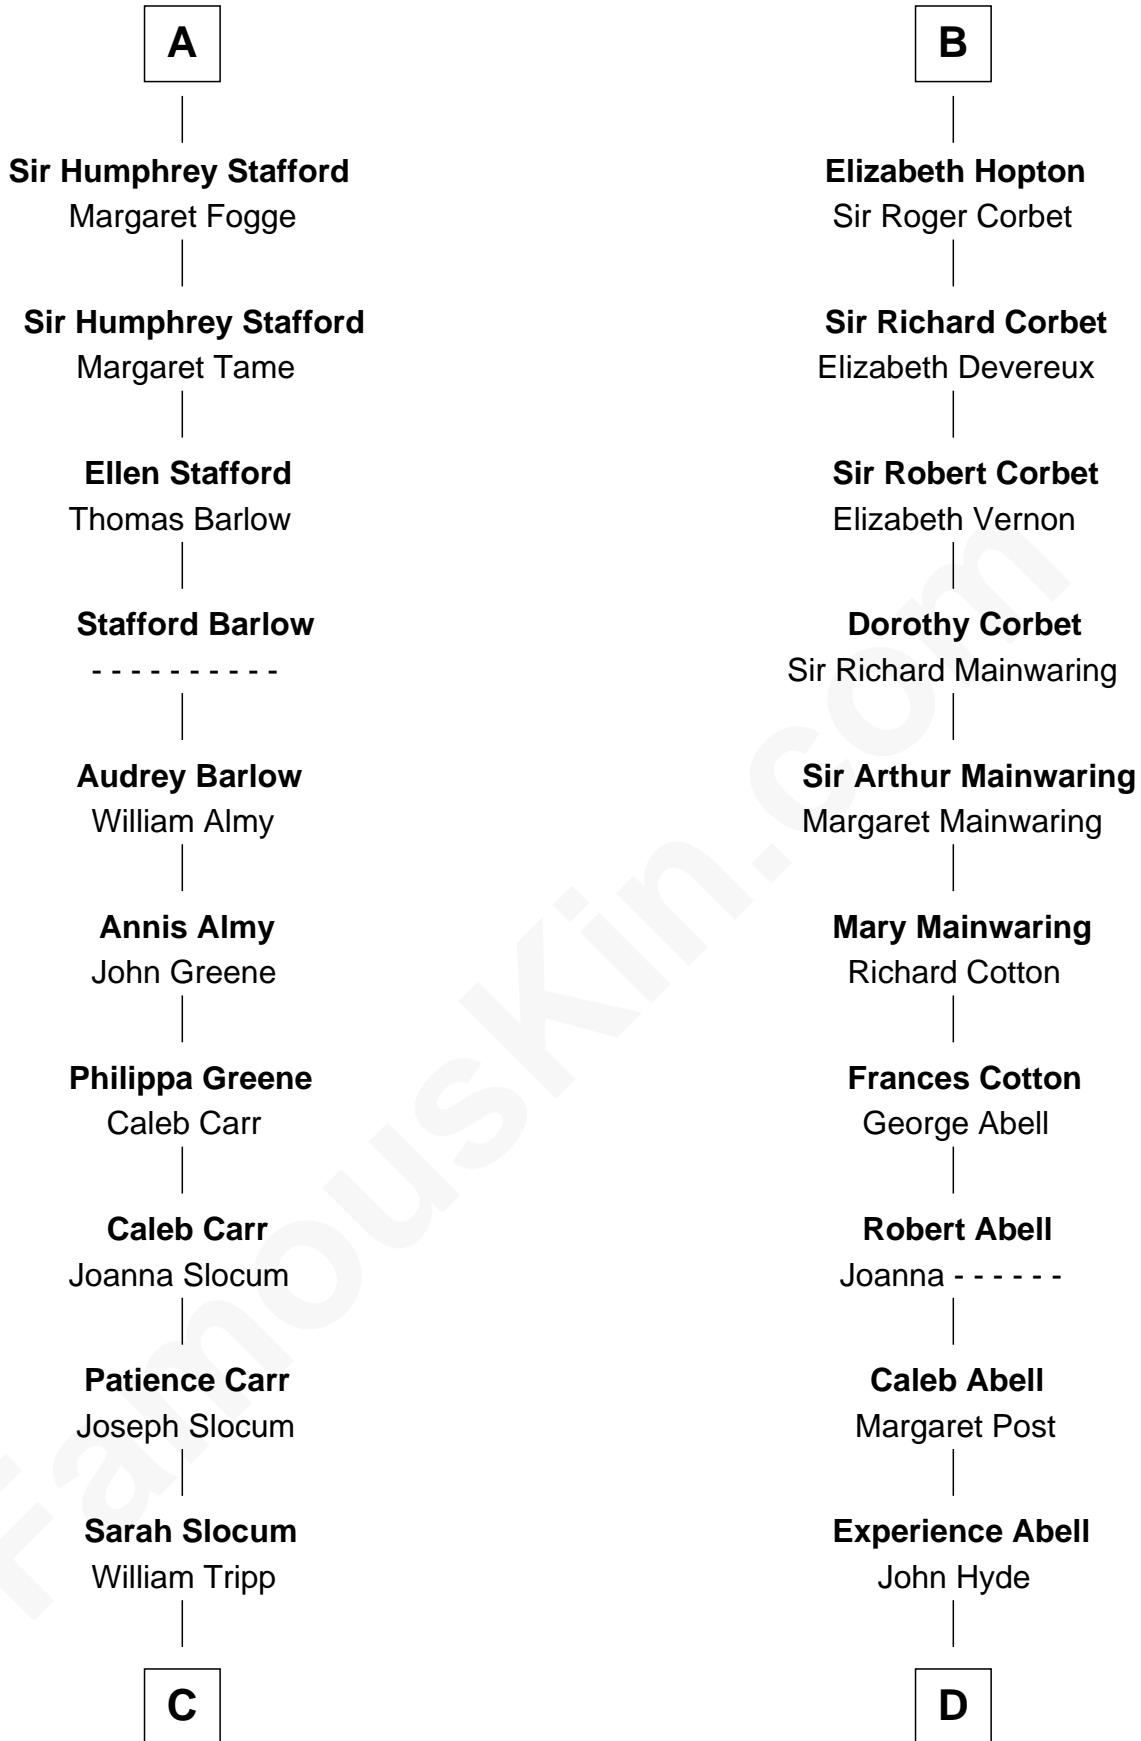 A
Sir Humphrey Stafford
Margaret Fogge
Sir Humphrey Stafford
Margaret Tame
Ellen Stafford
Thomas Barlow
Stafford Barlow
- - - - - - - - - -
Audrey Barlow
William Almy
Annis Almy
John Greene
Philippa Greene
Caleb Carr
Caleb Carr
Joanna Slocum
Patience Carr
Joseph Slocum
Sarah Slocum
William Tripp
C
B
Elizabeth Hopton
Sir Roger Corbet
Sir Richard Corbet
Elizabeth Devereux
Sir Robert Corbet
Elizabeth Vernon
Dorothy Corbet
Sir Richard Mainwaring
Sir Arthur Mainwaring
Margaret Mainwaring
Mary Mainwaring
Richard Cotton
Frances Cotton
George Abell
Robert Abell
Joanna - - - - - -
Caleb Abell
Margaret Post
Experience Abell
John Hyde
D
FamousKin.com